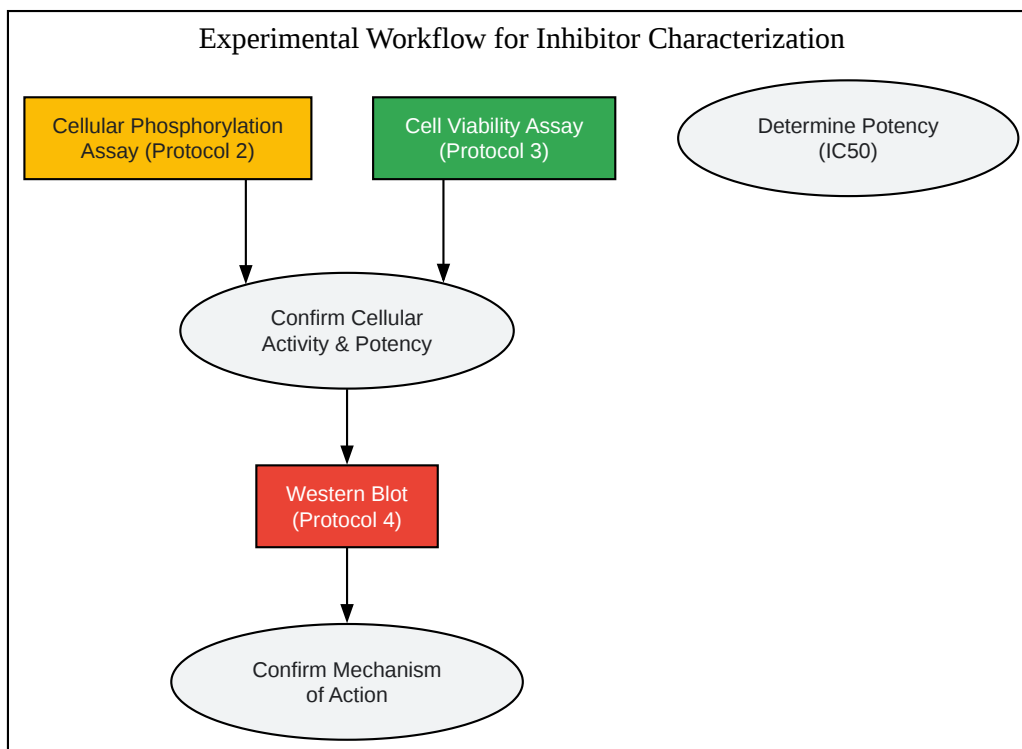 Experimental Workflow for Inhibitor Characterization
Cellular Phosphorylation
Assay (Protocol 2)
Cell Viability Assay
(Protocol 3)
Determine Potency
(IC50)
Confirm Cellular
Activity & Potency
Western Blot
(Protocol 4)
Confirm Mechanism
of Action